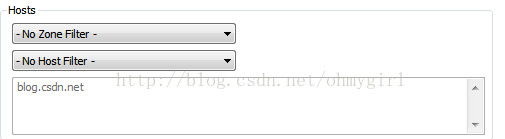 Hosts
- No Zone Filter -
- No Host Filter -
http://blog.csdn.net/ohmygirl
blog.csdn.net